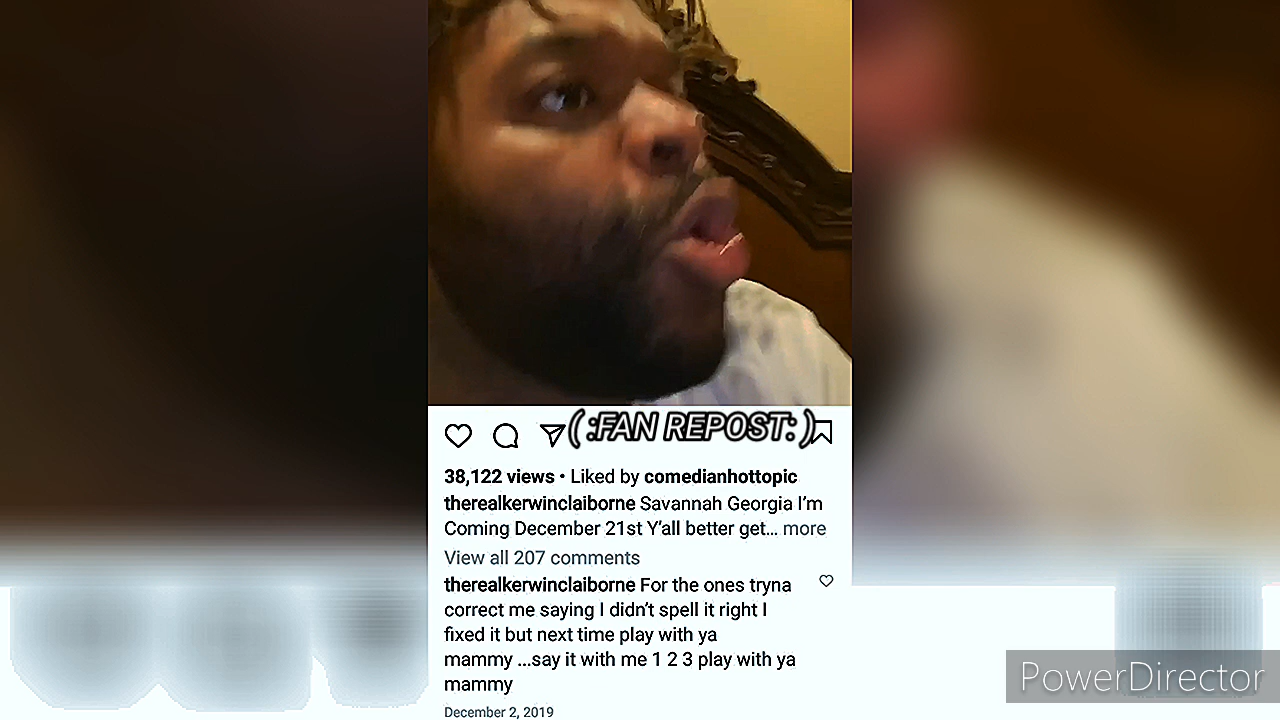 ( :FAN REPOST: )
38,122 views • Liked by comedianhottopic
therealkerwinclaiborne Savannah Georgia I'm
Coming December 21st Y'all better get... more
View all 207 comments
therealkerwinclaiborne For the ones tryna
correct me saying I didn't spell it right I
fixed it but next time play with ya
mammy ...say it with me 1 2 3 play with ya
mammy
December 2, 2019
PowerDirector